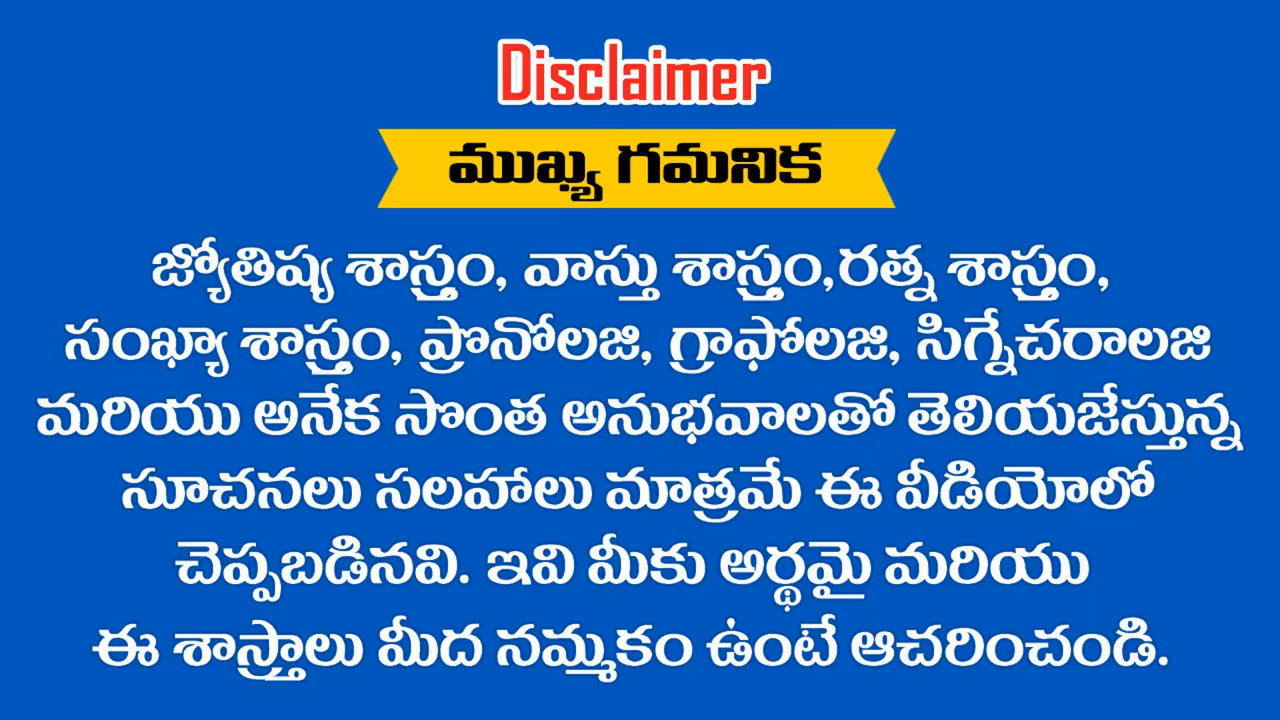 Disclaimer
ముఖ్య గమనిక
జ్యోతిష్య శాస్త్రం, వాస్తు శాస్త్రం,రత్న శాస్త్రం,
సంఖ్యా శాస్త్రం, ప్రొనోలజి, గ్రాఫోలజి, సిగ్నేచరాలజి
మరియు అనేక సొంత అనుభవాలతో తెలియజేస్తున్న
సూచనలు సలహాలు మాత్రమే ఈ వీడియోలో
చెప్పబడినవి. ఇవి మీకు అర్థమై మరియు
ఈ శాస్త్రాలు మీద నమ్మకం ఉంటే ఆచరించండి.